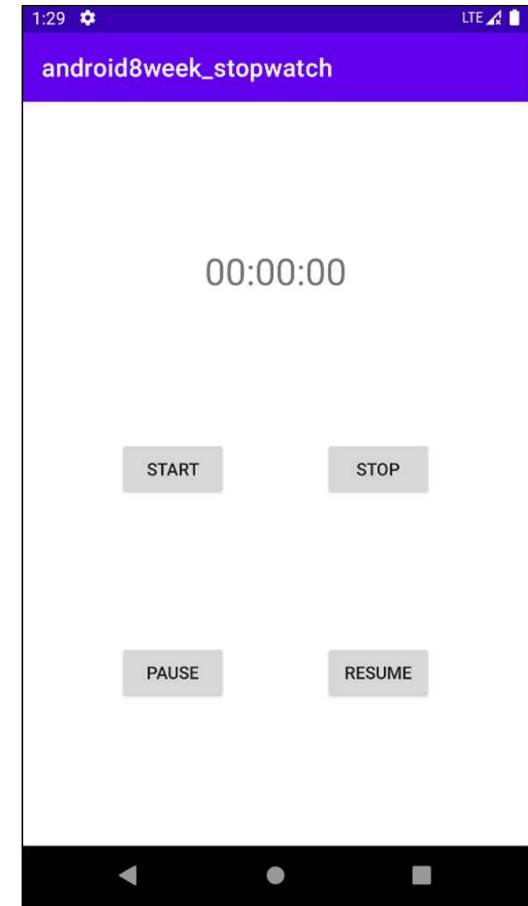 1:29 LTE
android8week_stopwatch
00:00:00
START STOP
PAUSE RESUME